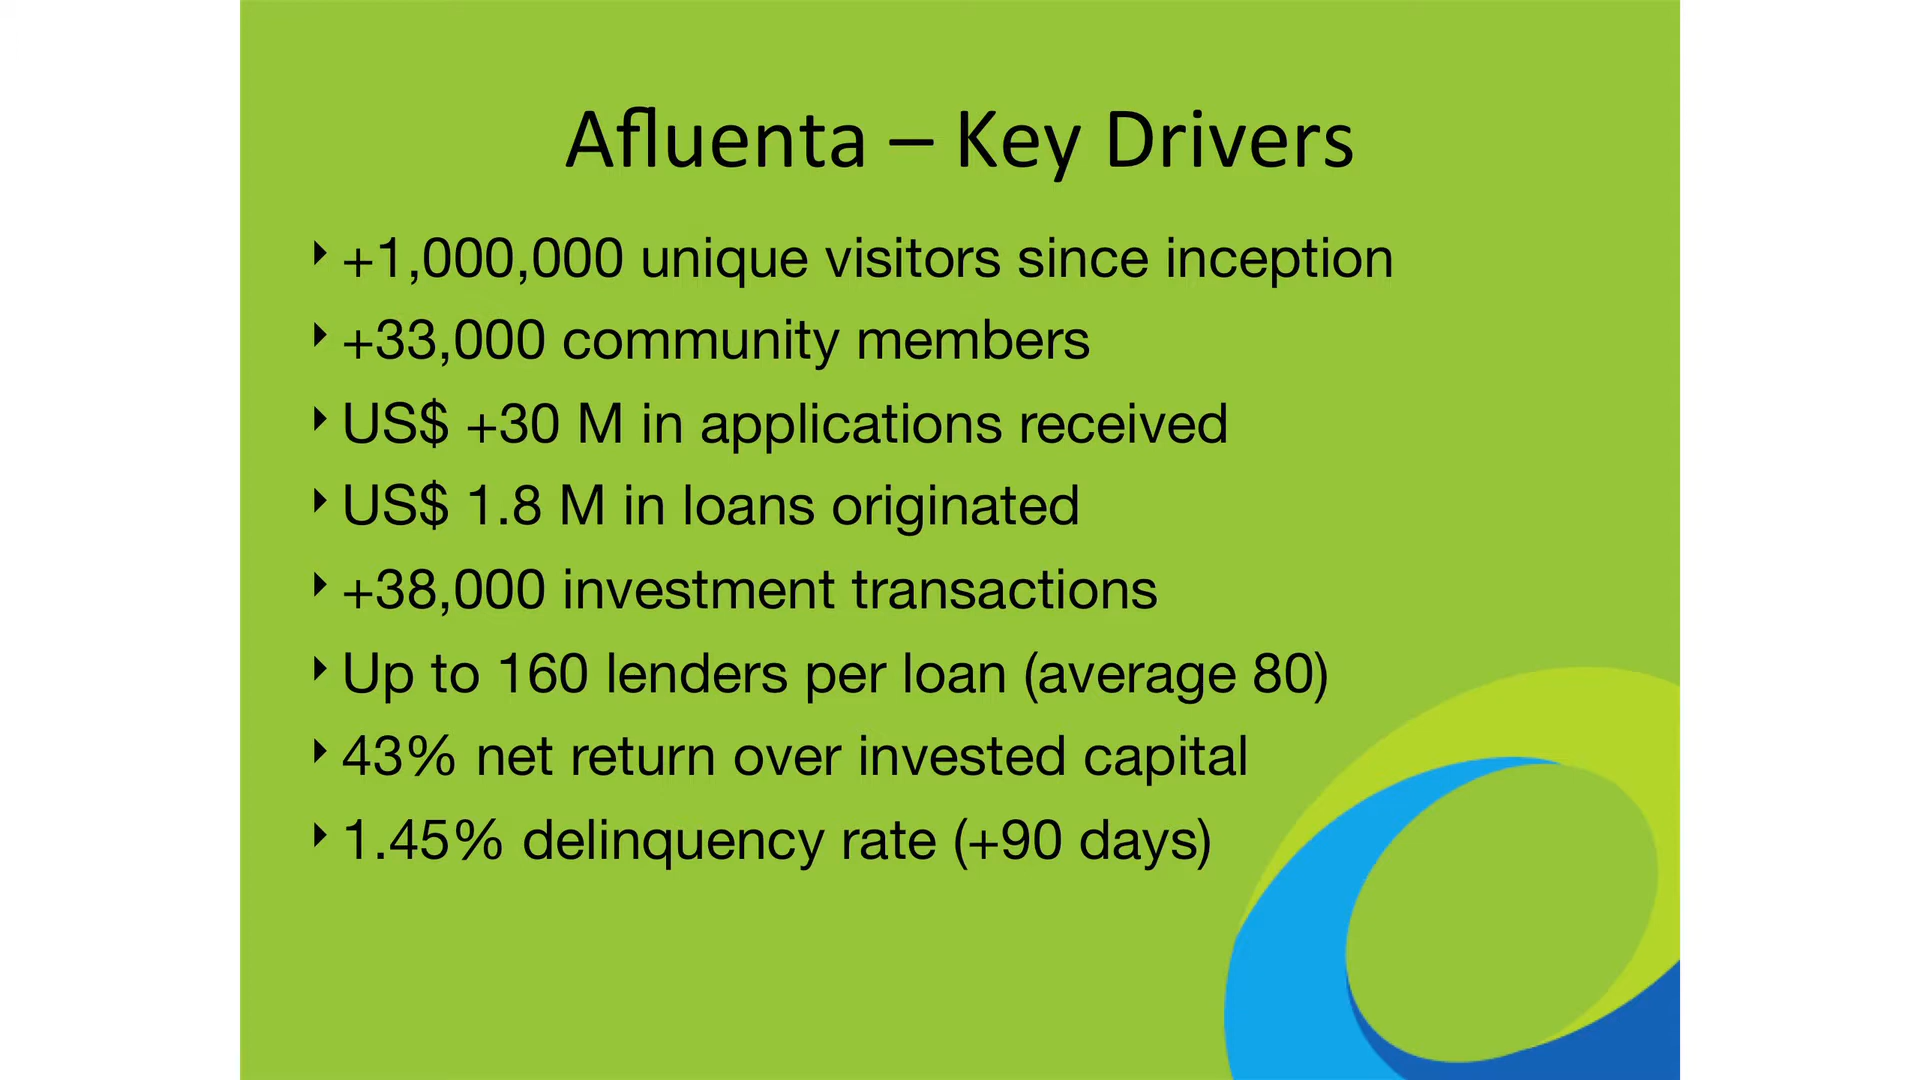 Afluenta – Key Drivers
‣ +1,000,000 unique visitors since inception
‣ +33,000 community members
‣ US$ +30 M in applications received
‣ US$ 1.8 M in loans originated
‣ +38,000 investment transactions
‣ Up to 160 lenders per loan (average 80)
‣ 43% net return over invested capital
‣ 1.45% delinquency rate (+90 days)